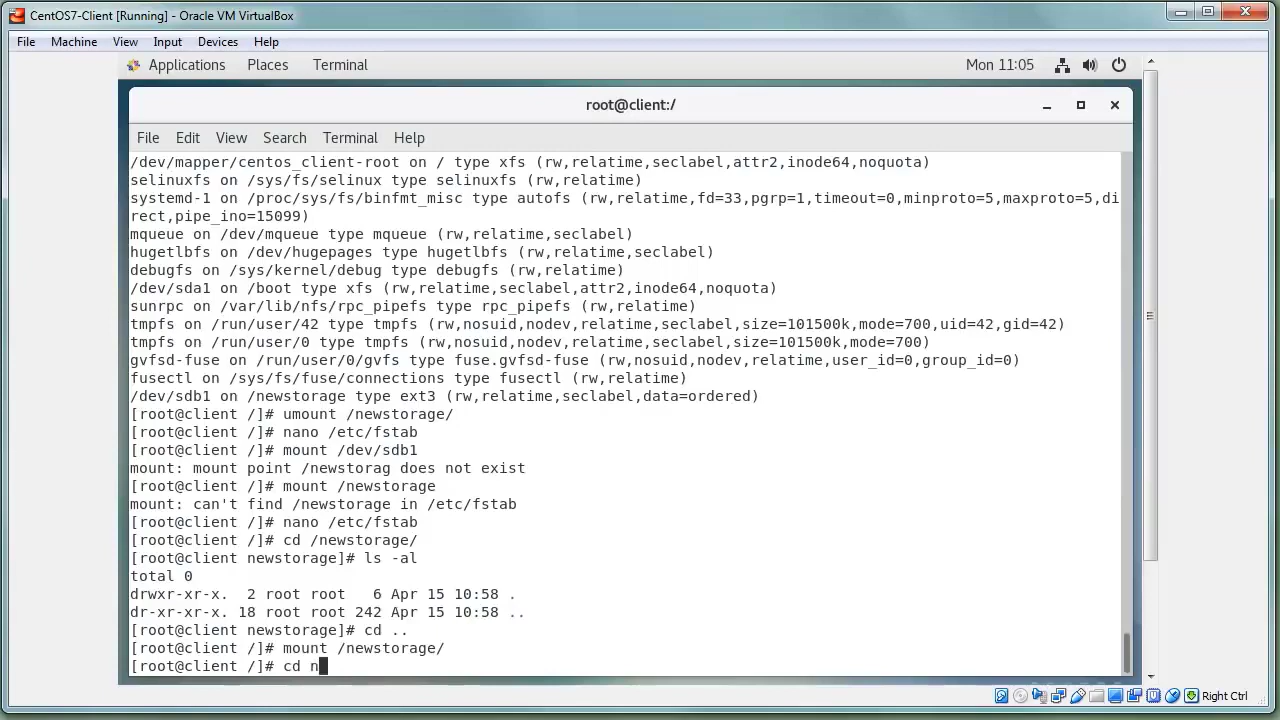 CentOS7-Client [Running] - Oracle VM VirtualBox
File Machine View Input Devices Help
Applications Places Terminal Mon 11:05
root@client:/
File Edit View Search Terminal Help
/dev/mapper/centos_client-root on / type xfs (rw,relatime,seclabel,attr2,inode64,noquota)
selinuxfs on /sys/fs/selinux type selinuxfs (rw,relatime)
systemd-1 on /proc/sys/fs/binfmt_misc type autofs (rw,relatime,fd=33,pgrp=1,timeout=0,minproto=5,maxproto=5,di
rect,pipe_ino=15099)
mqueue on /dev/mqueue type mqueue (rw,relatime,seclabel)
hugetlbfs on /dev/hugepages type hugetlbfs (rw,relatime,seclabel)
debugfs on /sys/kernel/debug type debugfs (rw,relatime)
/dev/sda1 on /boot type xfs (rw,relatime,seclabel,attr2,inode64,noquota)
sunrpc on /var/lib/nfs/rpc_pipefs type rpc_pipefs (rw,relatime)
tmpfs on /run/user/42 type tmpfs (rw,nosuid,nodev,relatime,seclabel,size=101500k,mode=700,uid=42,gid=42)
tmpfs on /run/user/0 type tmpfs (rw,nosuid,nodev,relatime,seclabel,size=101500k,mode=700)
gvfsd-fuse on /run/user/0/gvfs type fuse.gvfsd-fuse (rw,nosuid,nodev,relatime,user_id=0,group_id=0)
fusectl on /sys/fs/fuse/connections type fusectl (rw,relatime)
/dev/sdb1 on /newstorage type ext3 (rw,relatime,seclabel,data=ordered)
[root@client /]# umount /newstorage/
[root@client /]# nano /etc/fstab
[root@client /]# mount /dev/sdb1
mount: mount point /newstorag does not exist
[root@client /]# mount /newstorage
mount: can't find /newstorage in /etc/fstab
[root@client /]# nano /etc/fstab
[root@client /]# cd /newstorage/
[root@client newstorage]# ls -al
total 0
drwxr-xr-x.  2 root root   6 Apr 15 10:58 .
dr-xr-xr-x. 18 root root 242 Apr 15 10:58 ..
[root@client newstorage]# cd ..
[root@client /]# mount /newstorage/
[root@client /]# cd n
Right Ctrl